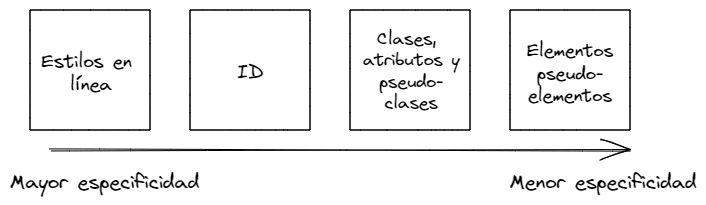 Estilos en
línea
ID
Clases,
atributos y
pseudo-
clases
Elementos
pseudo-
elementos
Mayor especificidad
Menor especificidad